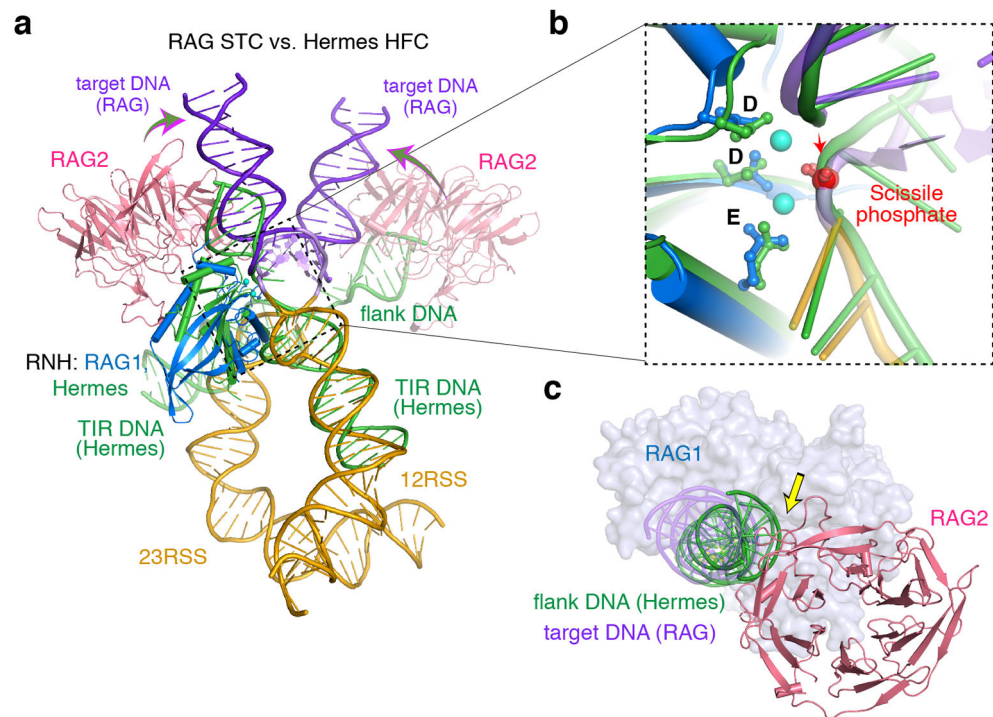 a
RAG STC vs. Hermes HFC
target DNA
(RAG)
target DNA
(RAG)
RAG2
RAG2
flank DNA
RNH: RAG1,
Hermes
TIR DNA
(Hermes)
TIR DNA
(Hermes)
12RSS
23RSS
b
D
D
E
Scissile
phosphate
c
RAG1
RAG2
flank DNA (Hermes)
target DNA (RAG)